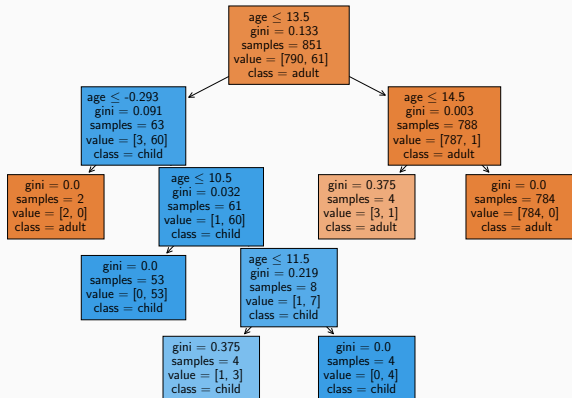 age ≤ 13.5
gini = 0.133
samples = 851
value = [790, 61]
class = adult
age ≤ -0.293
gini = 0.091
samples = 63
value = [3, 60]
class = child
age ≤ 14.5
gini = 0.003
samples = 788
value = [787, 1]
class = adult
gini = 0.0
samples = 2
value = [2, 0]
class = adult
age ≤ 10.5
gini = 0.032
samples = 61
value = [1, 60]
class = child
gini = 0.375
samples = 4
value = [3, 1]
class = adult
gini = 0.0
samples = 784
value = [784, 0]
class = adult
gini = 0.0
samples = 53
value = [0, 53]
class = child
age ≤ 11.5
gini = 0.219
samples = 8
value = [1, 7]
class = child
gini = 0.375
samples = 4
value = [1, 3]
class = child
gini = 0.0
samples = 4
value = [0, 4]
class = child